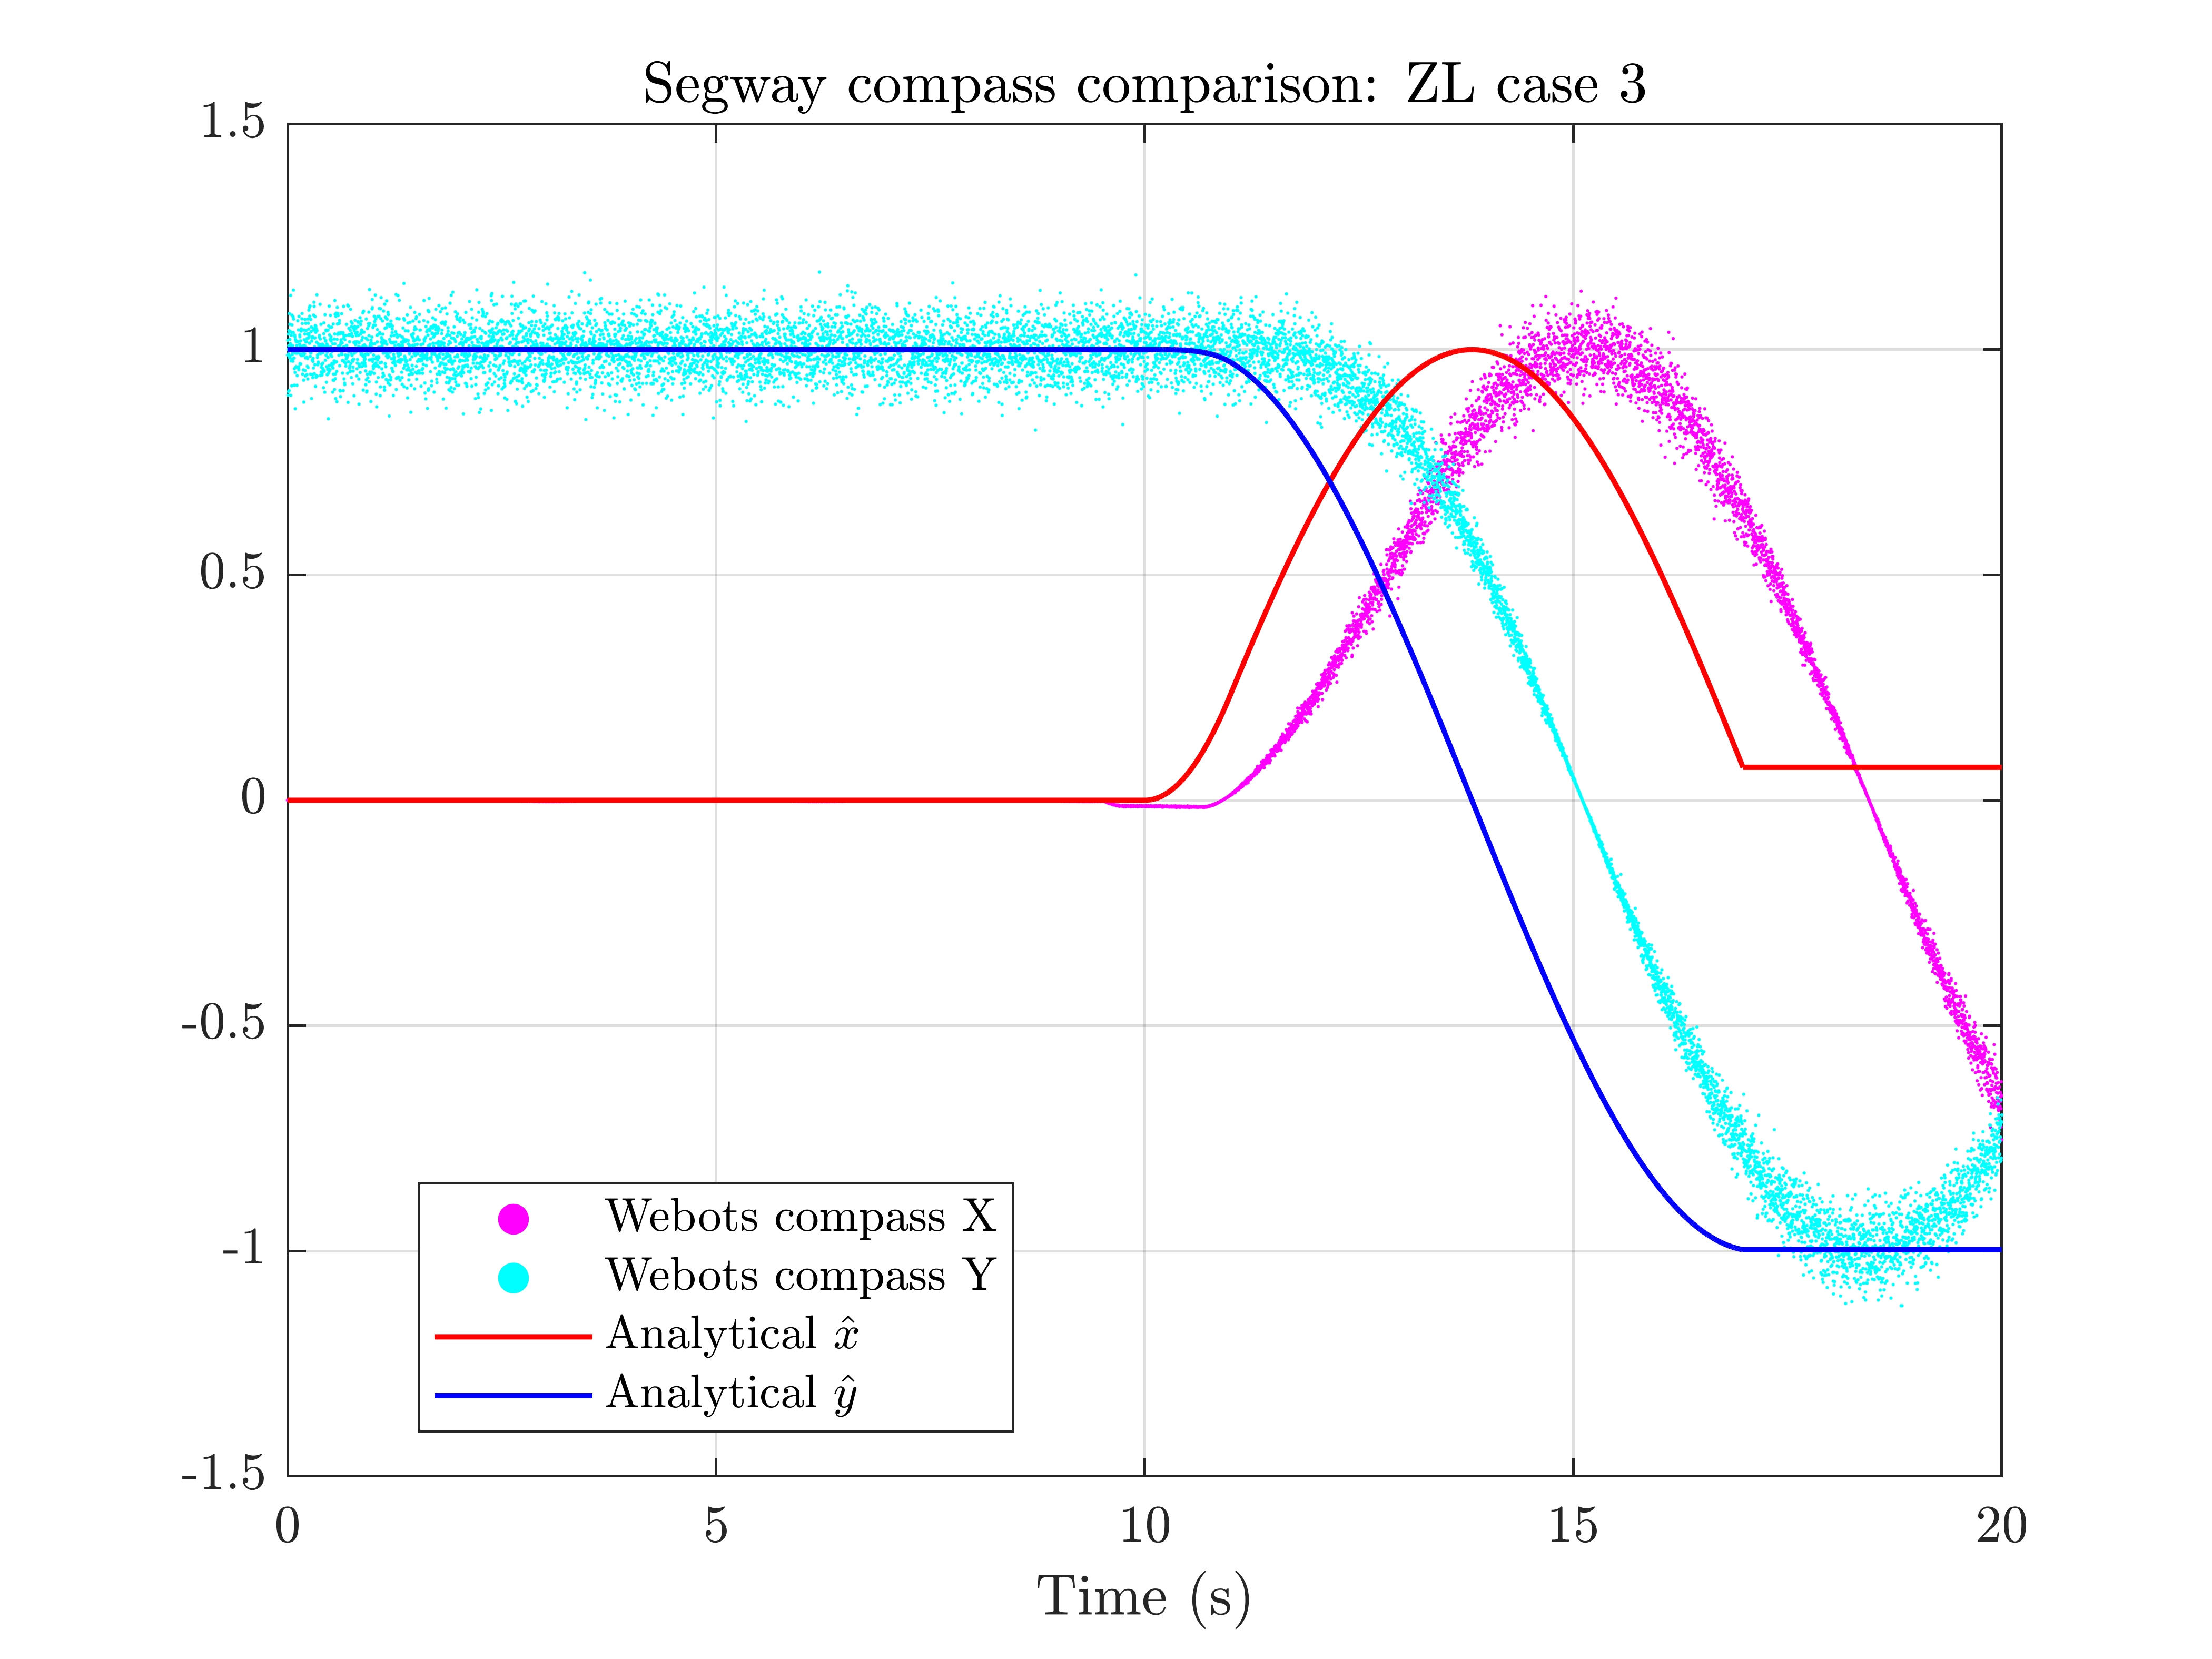 Segway compass comparison: ZL case 3
1.5
1
0.5
0
-0.5
-1
-1.5
Webots compass X
Webots compass Y
Analytical x̂
Analytical ŷ
0 5 10 15 20
Time (s)